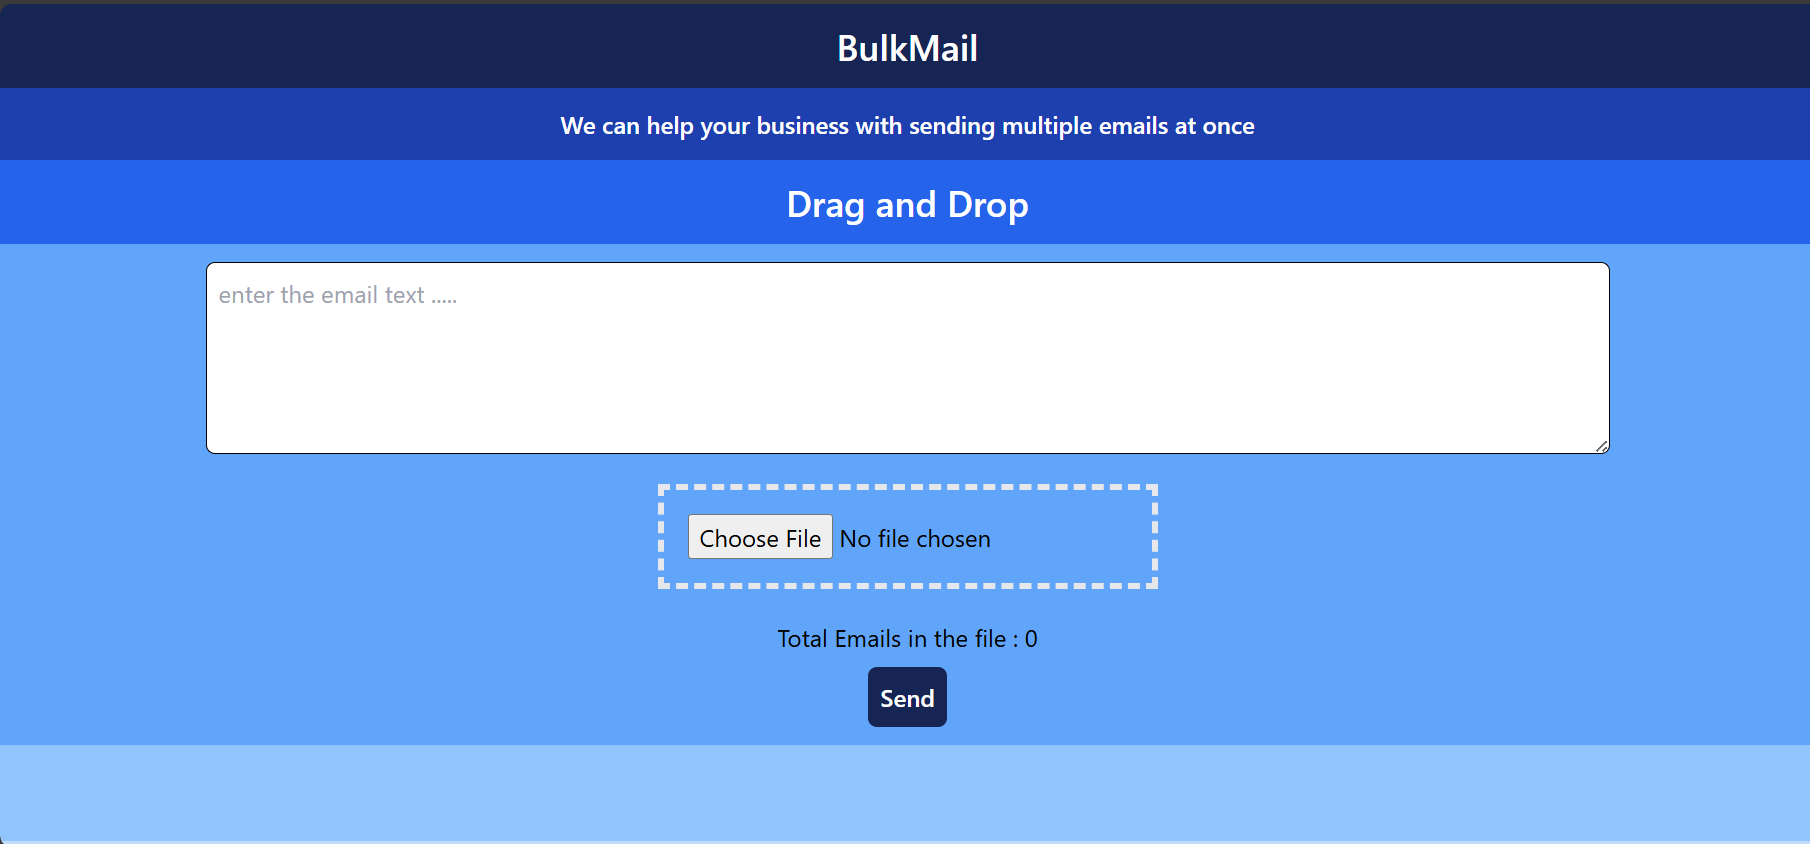 BulkMail
We can help your business with sending multiple emails at once
Drag and Drop
enter the email text .....
Choose File No file chosen
Total Emails in the file : 0
Send